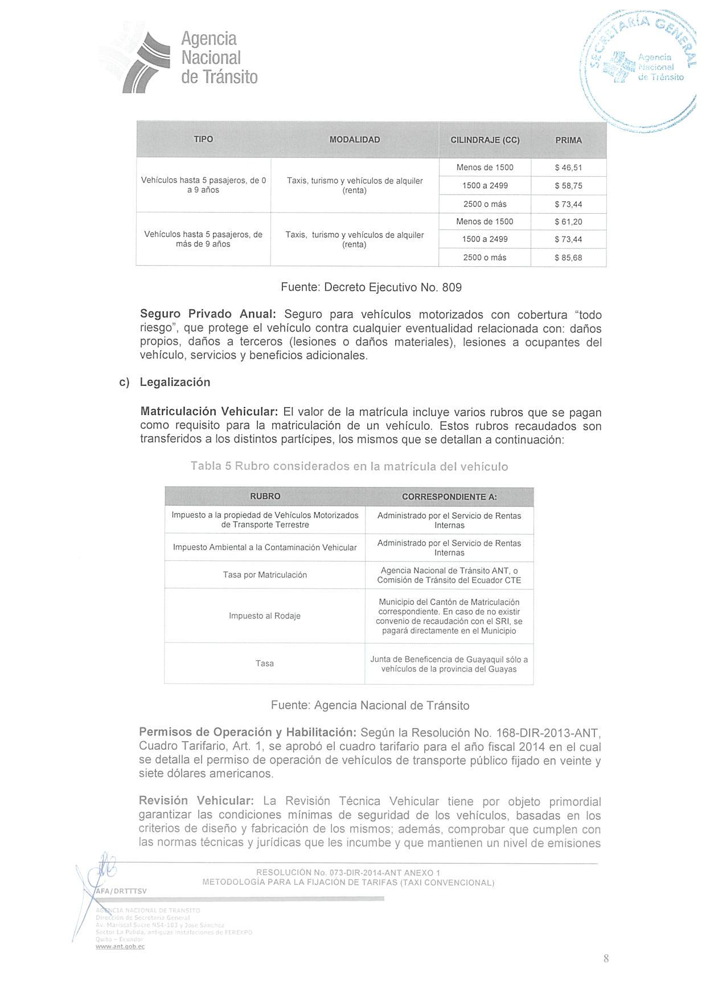 Agencia
Nacional
de Tránsito
SECRETARÍA GENERAL
Agencia
Nacional
de Tránsito
TIPO MODALIDAD CILINDRAJE (CC) PRIMA
Vehículos hasta 5 pasajeros, de 0
a 9 años
Taxis, turismo y vehículos de alquiler
(renta)
Menos de 1500 $ 46,51
1500 a 2499 $ 58,75
2500 o más $ 73,44
Vehículos hasta 5 pasajeros, de
más de 9 años
Taxis, turismo y vehículos de alquiler
(renta)
Menos de 1500 $ 61,20
1500 a 2499 $ 73,44
2500 o más $ 85,68
Fuente: Decreto Ejecutivo No. 809
Seguro Privado Anual: Seguro para vehículos motorizados con cobertura “todo
riesgo”, que protege el vehículo contra cualquier eventualidad relacionada con: daños
propios, daños a terceros (lesiones o daños materiales), lesiones a ocupantes del
vehículo, servicios y beneficios adicionales.
c) Legalización
Matriculación Vehicular: El valor de la matrícula incluye varios rubros que se pagan
como requisito para la matriculación de un vehículo. Estos rubros recaudados son
transferidos a los distintos partícipes, los mismos que se detallan a continuación:
Tabla 5 Rubro considerados en la matrícula del vehículo
RUBRO CORRESPONDIENTE A:
Impuesto a la propiedad de Vehículos Motorizados
de Transporte Terrestre
Administrado por el Servicio de Rentas
Internas
Impuesto Ambiental a la Contaminación Vehicular
Administrado por el Servicio de Rentas
Internas
Tasa por Matriculación
Agencia Nacional de Tránsito ANT, o
Comisión de Tránsito del Ecuador CTE
Impuesto al Rodaje
Municipio del Cantón de Matriculación
correspondiente. En caso de no existir
convenio de recaudación con el SRI, se
pagará directamente en el Municipio
Tasa
Junta de Beneficencia de Guayaquil sólo a
vehículos de la provincia del Guayas
Fuente: Agencia Nacional de Tránsito
Permisos de Operación y Habilitación: Según la Resolución No. 168-DIR-2013-ANT,
Cuadro Tarifario, Art. 1, se aprobó el cuadro tarifario para el año fiscal 2014 en el cual
se detalla el permiso de operación de vehículos de transporte público fijado en veinte y
siete dólares americanos.
Revisión Vehicular: La Revisión Técnica Vehicular tiene por objeto primordial
garantizar las condiciones mínimas de seguridad de los vehículos, basadas en los
criterios de diseño y fabricación de los mismos; además, comprobar que cumplen con
las normas técnicas y jurídicas que les incumbe y que mantienen un nivel de emisiones
RESOLUCIÓN No. 073-DIR-2014-ANT ANEXO 1
METODOLOGÍA PARA LA FIJACIÓN DE TARIFAS (TAXI CONVENCIONAL)
AFA/DRTTTSV
AGENCIA NACIONAL DE TRANSITO
Dirección de Secretaría General
Av. Mariscal Sucre N54-103 y Jose Sánchez
Sector La Pulida, antiguas instalaciones de FEREXPO
Quito – Ecuador
www.ant.gob.ec
8